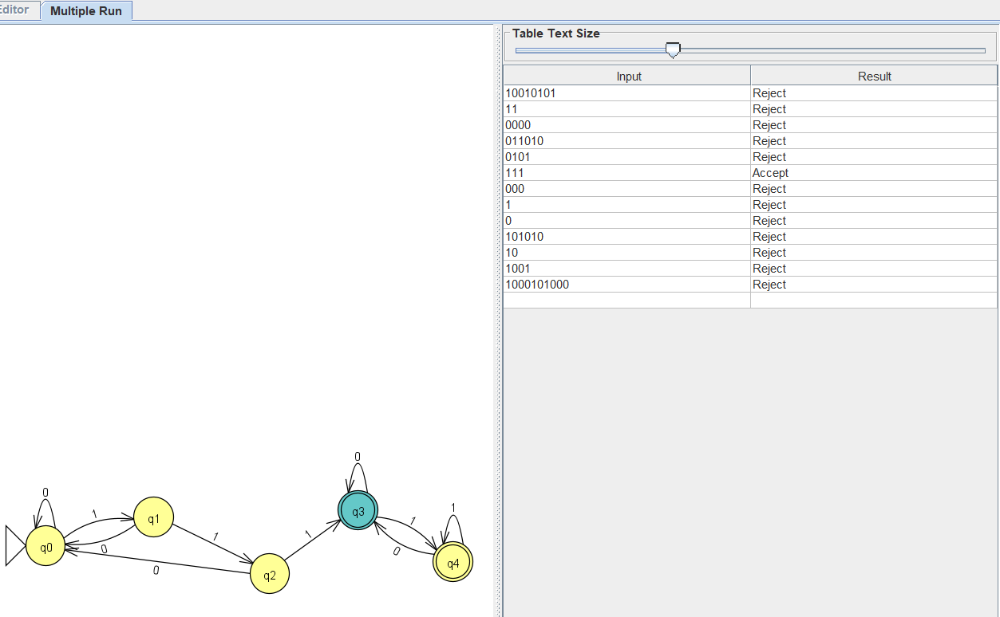 Editor Multiple Run
Table Text Size
Input Result
10010101 Reject
11 Reject
0000 Reject
011010 Reject
0101 Reject
111 Accept
000 Reject
1 Reject
0 Reject
101010 Reject
10 Reject
1001 Reject
1000101000 Reject
0
0 1
1 q3 1
q1 1 1
q0 0 0
q4
0 q2